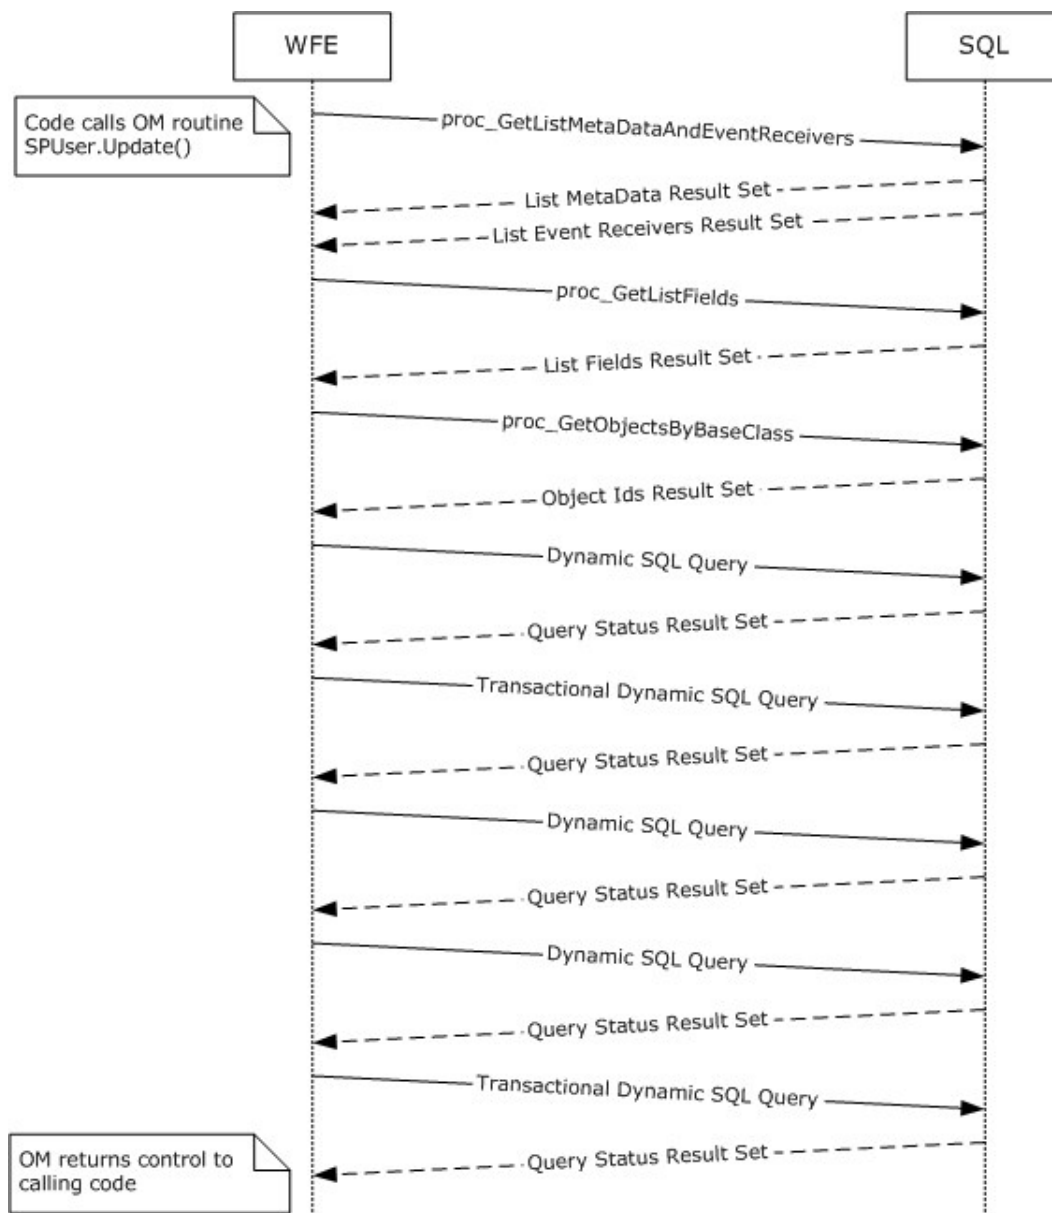 WFE
SQL
Code calls OM routine
SPUser.Update()
proc_GetListMetaDataAndEventReceivers
List MetaData Result Set
List Event Receivers Result Set
proc_GetListFields
List Fields Result Set
proc_GetObjectsByBaseClass
Object Ids Result Set
Dynamic SQL Query
Query Status Result Set
Transactional Dynamic SQL Query
Query Status Result Set
Dynamic SQL Query
Query Status Result Set
Dynamic SQL Query
Query Status Result Set
Transactional Dynamic SQL Query
Query Status Result Set
OM returns control to
calling code